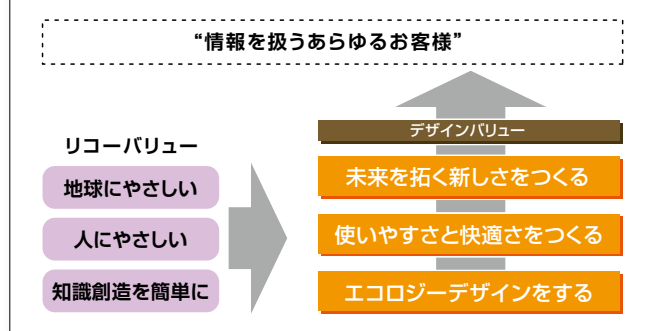 “情報を扱うあらゆるお客様”
リコーバリュー
地球にやさしい
人にやさしい
知識創造を簡単に
デザインバリュー
未来を拓く新しさをつくる
使いやすさと快適さをつくる
エコロジーデザインをする